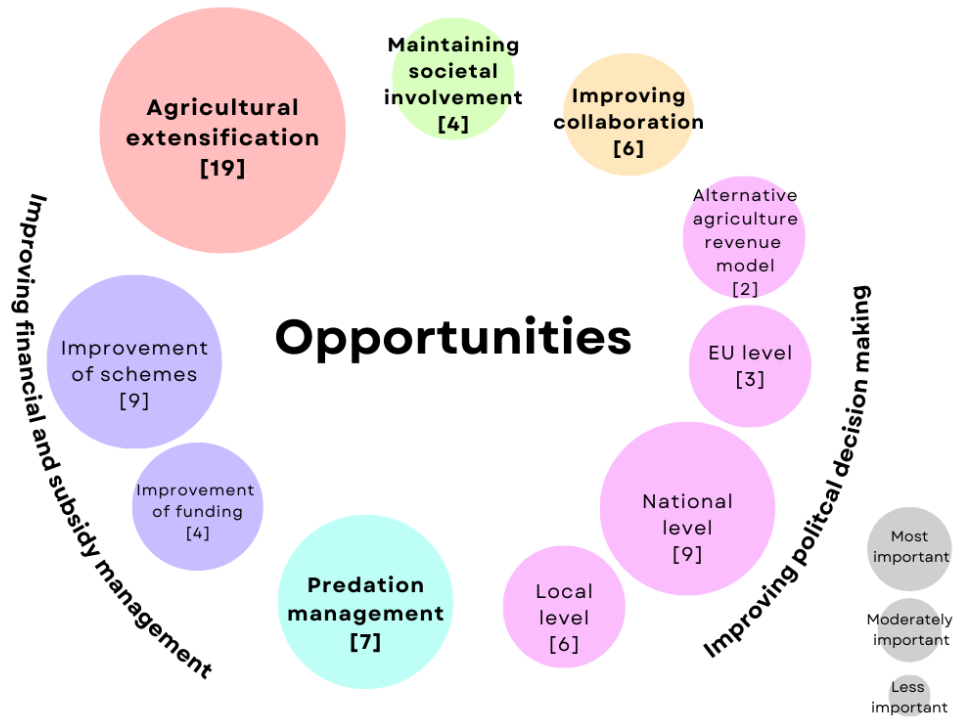 Agricultural
extensification
[19]
Maintaining
societal
involvement
[4]
Improving
collaboration
[6]
Alternative
agriculture
revenue
model
[2]
EU level
[3]
National
level
[9]
Local
level
[6]
Improving politcal decision making
Opportunities
Improving financial and subsidy management
Improvement
of schemes
[9]
Improvement
of funding
[4]
Predation
management
[7]
Most
important
Moderately
important
Less
important